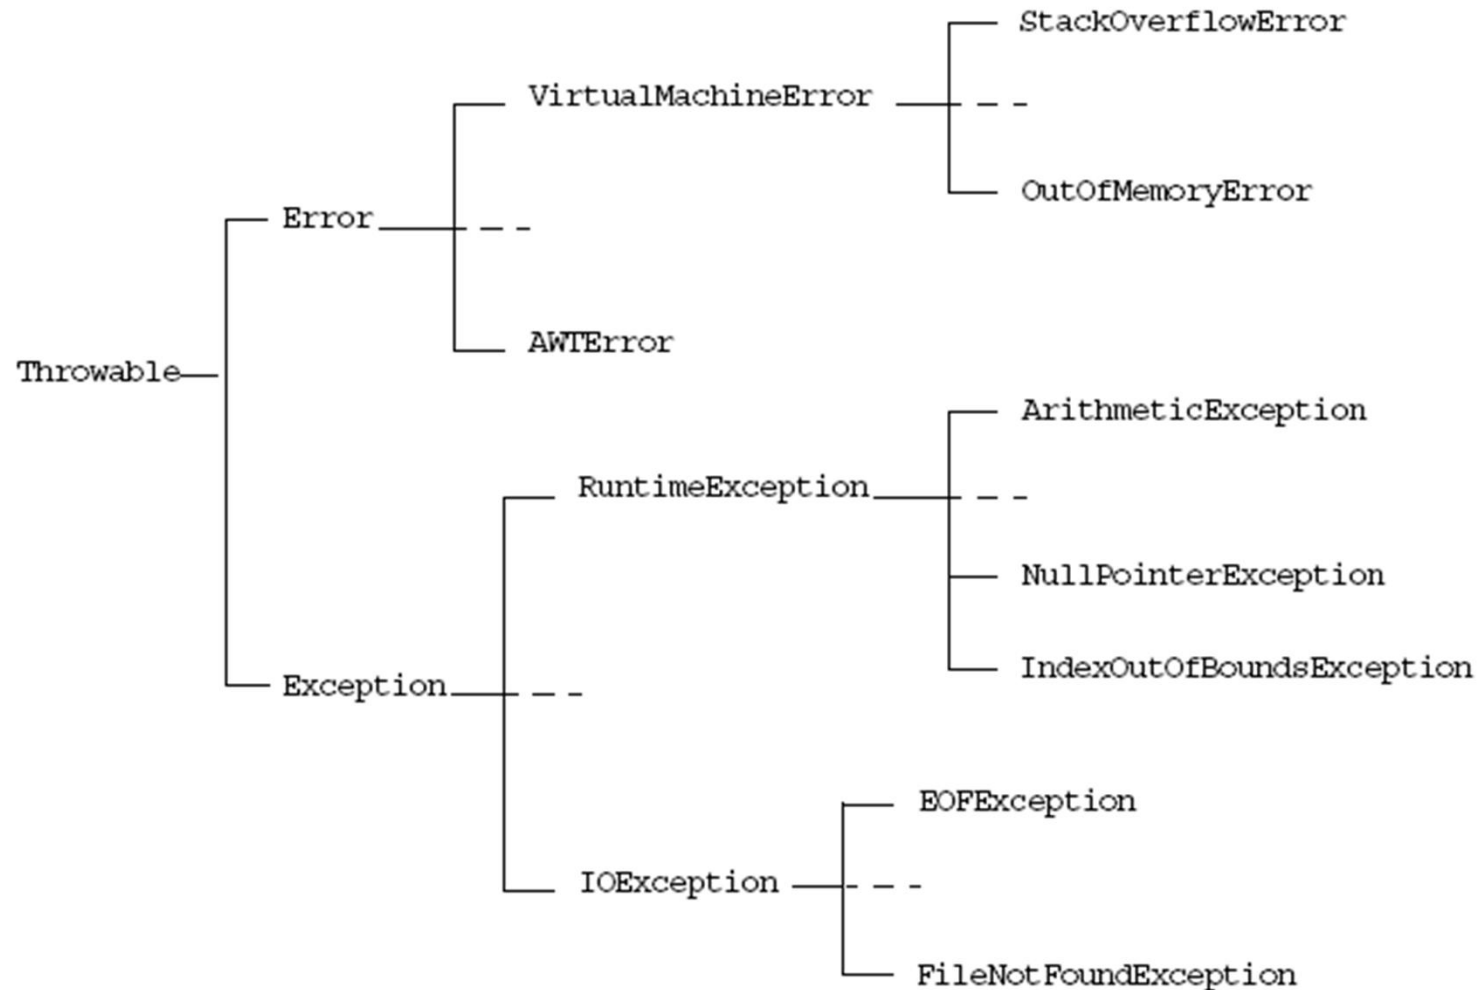 StackOverflowError
VirtualMachineError
OutOfMemoryError
Error
AWTError
Throwable
ArithmeticException
RuntimeException
NullPointerException
IndexOutOfBoundsException
Exception
EOFException
IOException
FileNotFoundException